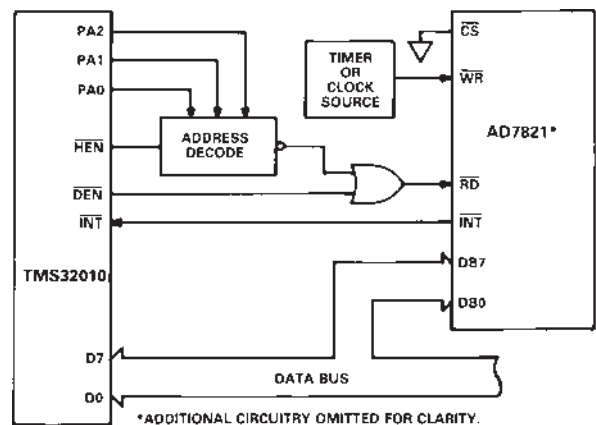 PA2
PA1
PA0
HEN
DEN
INT
TMS32010
D7
D0
ADDRESS
DECODE
TIMER
OR
CLOCK
SOURCE
CS
WR
AD7821*
RD
INT
DB7
DB0
DATA BUS
*ADDITIONAL CIRCUITRY OMITTED FOR CLARITY.